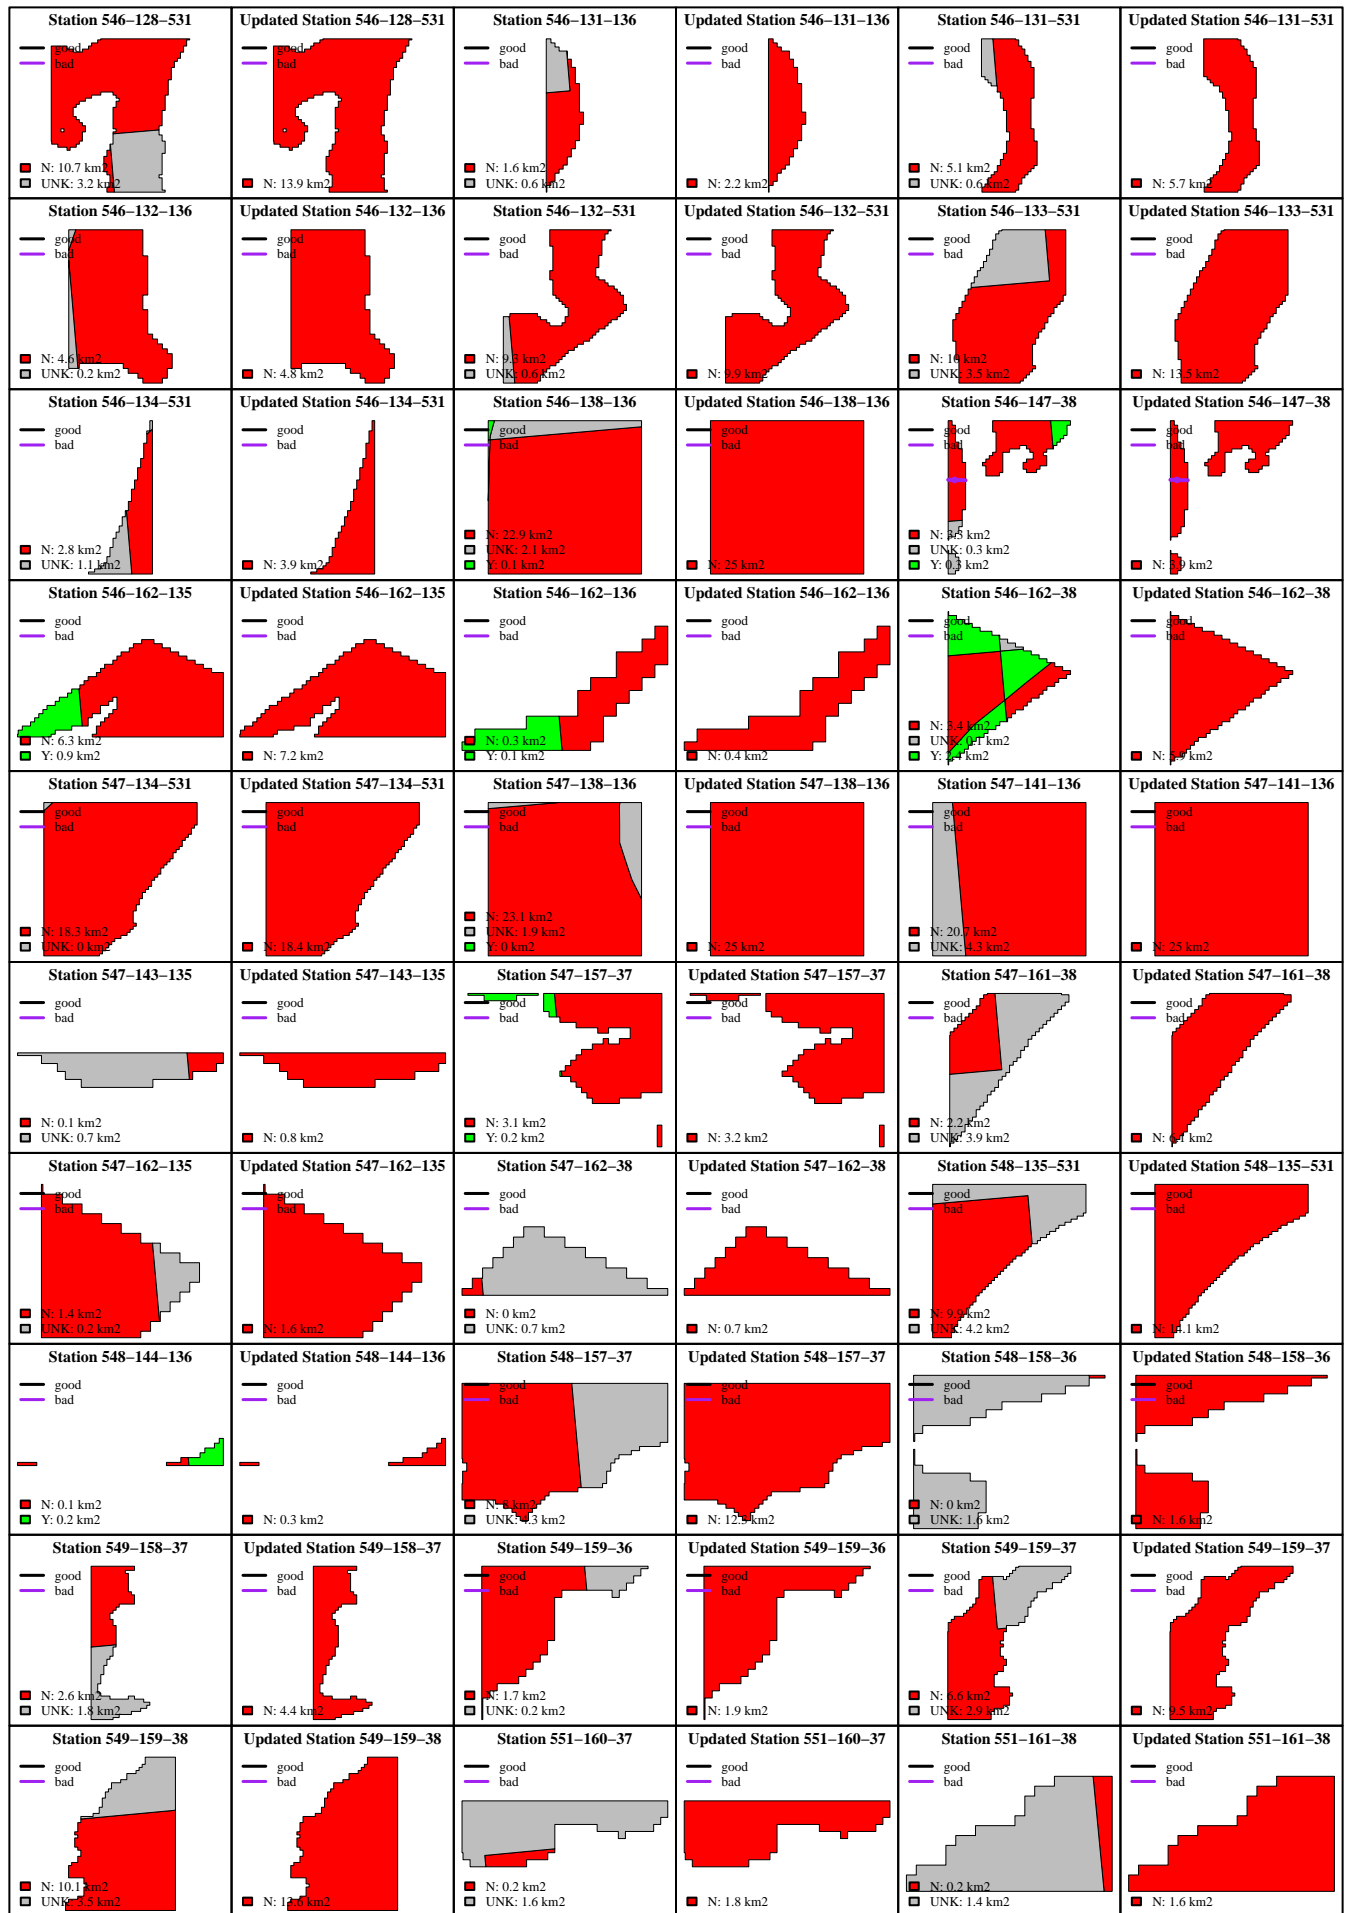 Station 546−128−531
good
bad
N: 10.7 km2
UNK: 3.2 km2
Updated Station 546−128−531
good
bad
N: 13.9 km2
Station 546−131−136
good
bad
N: 1.6 km2
UNK: 0.6 km2
Updated Station 546−131−136
good
bad
N: 2.2 km2
Station 546−131−531
good
bad
N: 5.1 km2
UNK: 0.6 km2
Updated Station 546−131−531
good
bad
N: 5.7 km2
Station 546−132−136
good
bad
N: 4.6 km2
UNK: 0.2 km2
Updated Station 546−132−136
good
bad
N: 4.8 km2
Station 546−132−531
good
bad
N: 9.3 km2
UNK: 0.6 km2
Updated Station 546−132−531
good
bad
N: 9.9 km2
Station 546−133−531
good
bad
N: 10 km2
UNK: 3.5 km2
Updated Station 546−133−531
good
bad
N: 13.5 km2
Station 546−134−531
good
bad
N: 2.8 km2
UNK: 1.1 km2
Updated Station 546−134−531
good
bad
N: 3.9 km2
Station 546−138−136
good
bad
N: 22.9 km2
UNK: 2.1 km2
Y: 0.1 km2
Updated Station 546−138−136
good
bad
N: 25 km2
Station 546−147−38
good
bad
N: 3.3 km2
UNK: 0.3 km2
Y: 0.3 km2
Updated Station 546−147−38
good
bad
N: 3.9 km2
Station 546−162−135
good
bad
N: 6.3 km2
Y: 0.9 km2
Updated Station 546−162−135
good
bad
N: 7.2 km2
Station 546−162−136
good
bad
N: 0.3 km2
Y: 0.1 km2
Updated Station 546−162−136
good
bad
N: 0.4 km2
Station 546−162−38
good
bad
N: 3.4 km2
UNK: 0.1 km2
Y: 2.4 km2
Updated Station 546−162−38
good
bad
N: 5.9 km2
Station 547−134−531
good
bad
N: 18.3 km2
UNK: 0 km2
Updated Station 547−134−531
good
bad
N: 18.4 km2
Station 547−138−136
good
bad
N: 23.1 km2
UNK: 1.9 km2
Y: 0 km2
Updated Station 547−138−136
good
bad
N: 25 km2
Station 547−141−136
good
bad
N: 20.7 km2
UNK: 4.3 km2
Updated Station 547−141−136
good
bad
N: 25 km2
Station 547−143−135
good
bad
N: 0.1 km2
UNK: 0.7 km2
Updated Station 547−143−135
good
bad
N: 0.8 km2
Station 547−157−37
good
bad
N: 3.1 km2
Y: 0.2 km2
Updated Station 547−157−37
good
bad
N: 3.2 km2
Station 547−161−38
good
bad
N: 2.2 km2
UNK: 3.9 km2
Updated Station 547−161−38
good
bad
N: 6.1 km2
Station 547−162−135
good
bad
N: 1.4 km2
UNK: 0.2 km2
Updated Station 547−162−135
good
bad
N: 1.6 km2
Station 547−162−38
good
bad
N: 0 km2
UNK: 0.7 km2
Updated Station 547−162−38
good
bad
N: 0.7 km2
Station 548−135−531
good
bad
N: 9.9 km2
UNK: 4.2 km2
Updated Station 548−135−531
good
bad
N: 14.1 km2
Station 548−144−136
good
bad
N: 0.1 km2
Y: 0.2 km2
Updated Station 548−144−136
good
bad
N: 0.3 km2
Station 548−157−37
good
bad
N: 8 km2
UNK: 4.3 km2
Updated Station 548−157−37
good
bad
N: 12.3 km2
Station 548−158−36
good
bad
N: 0 km2
UNK: 1.6 km2
Updated Station 548−158−36
good
bad
N: 1.6 km2
Station 549−158−37
good
bad
N: 2.6 km2
UNK: 1.8 km2
Updated Station 549−158−37
good
bad
N: 4.4 km2
Station 549−159−36
good
bad
N: 1.7 km2
UNK: 0.2 km2
Updated Station 549−159−36
good
bad
N: 1.9 km2
Station 549−159−37
good
bad
N: 6.6 km2
UNK: 2.9 km2
Updated Station 549−159−37
good
bad
N: 9.5 km2
Station 549−159−38
good
bad
N: 10.1 km2
UNK: 3.5 km2
Updated Station 549−159−38
good
bad
N: 13.6 km2
Station 551−160−37
good
bad
N: 0.2 km2
UNK: 1.6 km2
Updated Station 551−160−37
good
bad
N: 1.8 km2
Station 551−161−38
good
bad
N: 0.2 km2
UNK: 1.4 km2
Updated Station 551−161−38
good
bad
N: 1.6 km2